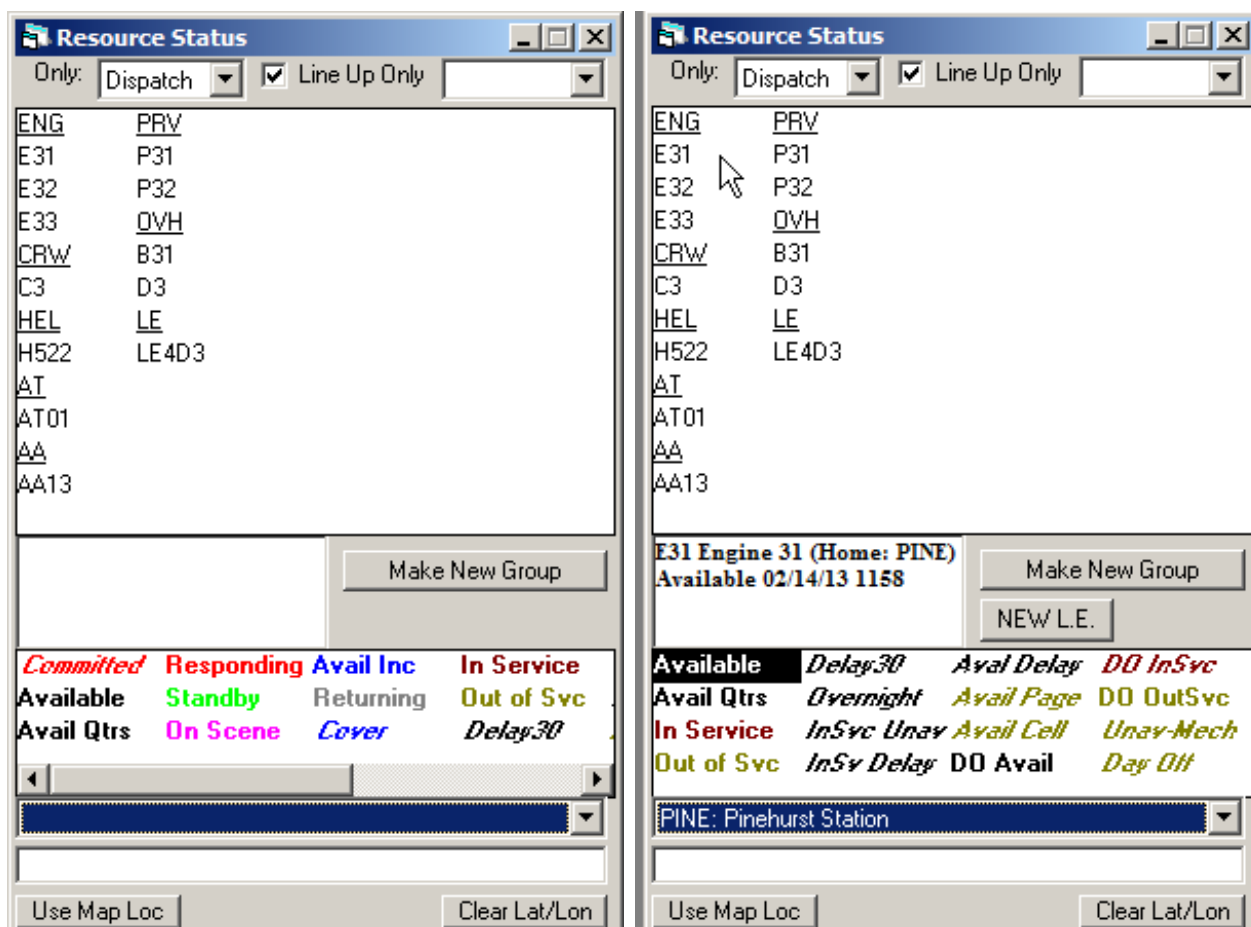 Resource Status
Only: Dispatch Line Up Only
ENG PRV
E31 P31
E32 P32
E33 OVH
CRW B31
C3 D3
HEL LE
H522 LE4D3
AT
AT01
AA
AA13
Make New Group
Committed Responding Avail Inc In Service
Available Standby Returning Out of Svc
Avail Qtrs On Scene Cover Delay30
Use Map Loc Clear Lat/Lon
Resource Status
Only: Dispatch Line Up Only
ENG PRV
E31 P31
E32 P32
E33 OVH
CRW B31
C3 D3
HEL LE
H522 LE4D3
AT
AT01
AA
AA13
E31 Engine 31 (Home: PINE)
Available 02/14/13 1158
Make New Group
NEW L.E.
Available Delay30 Aval Delay DO InSvc
Avail Qtrs Overnight Avail Page DO OutSvc
In Service InSvc Unav Avail Cell Unav-Mech
Out of Svc InSv Delay DO Avail Day Off
PINE: Pinehurst Station
Use Map Loc Clear Lat/Lon